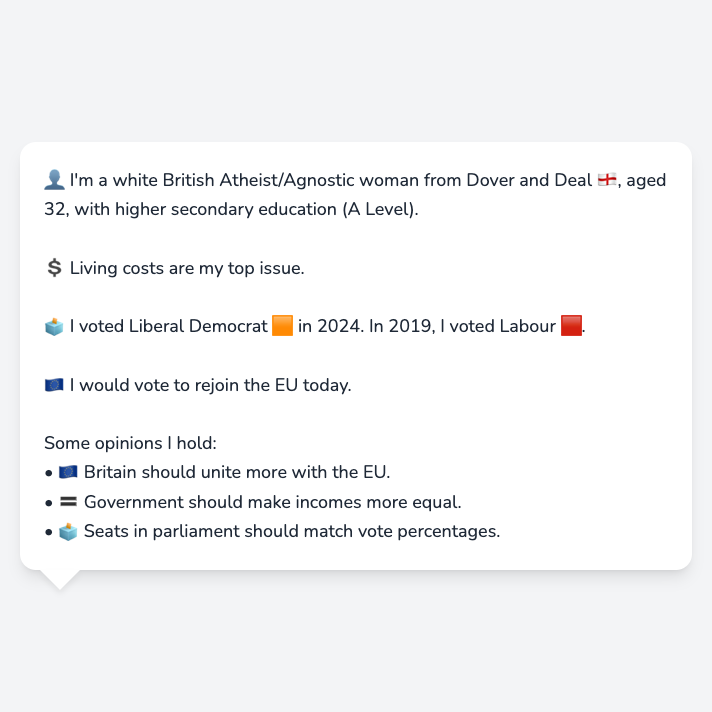 👤 I'm a white British Atheist/Agnostic woman from Dover and Deal 🏴󠁧󠁢󠁥󠁮󠁧󠁿, aged
32, with higher secondary education (A Level).
💲 Living costs are my top issue.
🗳️ I voted Liberal Democrat 🟧 in 2024. In 2019, I voted Labour 🟥.
🇪🇺 I would vote to rejoin the EU today.
Some opinions I hold:
• 🇪🇺 Britain should unite more with the EU.
• 🟰 Government should make incomes more equal.
• 🗳️ Seats in parliament should match vote percentages.